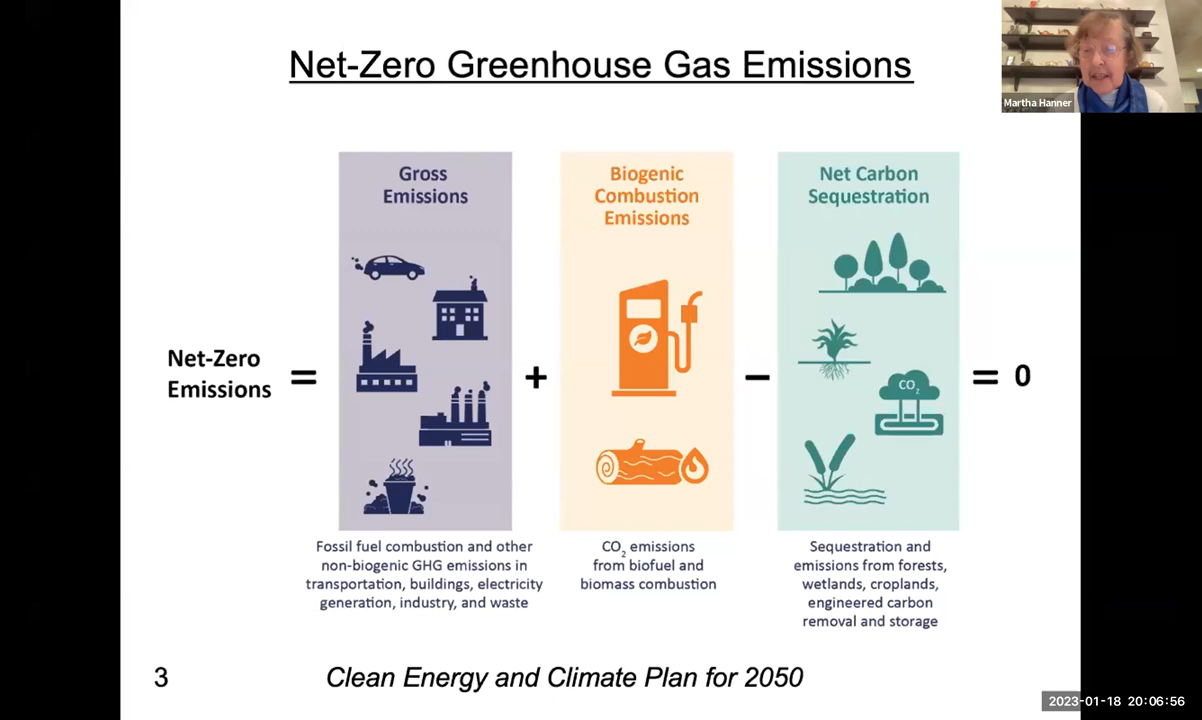 Net-Zero Greenhouse Gas Emissions
Martha Hanner
Gross
Emissions
Biogenic
Combustion
Emissions
Net Carbon
Sequestration
CO₂
Net-Zero
Emissions
=
+
–
= 0
Fossil fuel combustion and other
non-biogenic GHG emissions in
transportation, buildings, electricity
generation, industry, and waste
CO₂ emissions
from biofuel and
biomass combustion
Sequestration and
emissions from forests,
wetlands, croplands,
engineered carbon
removal and storage
3
Clean Energy and Climate Plan for 2050
2023-01-18 20:06:56